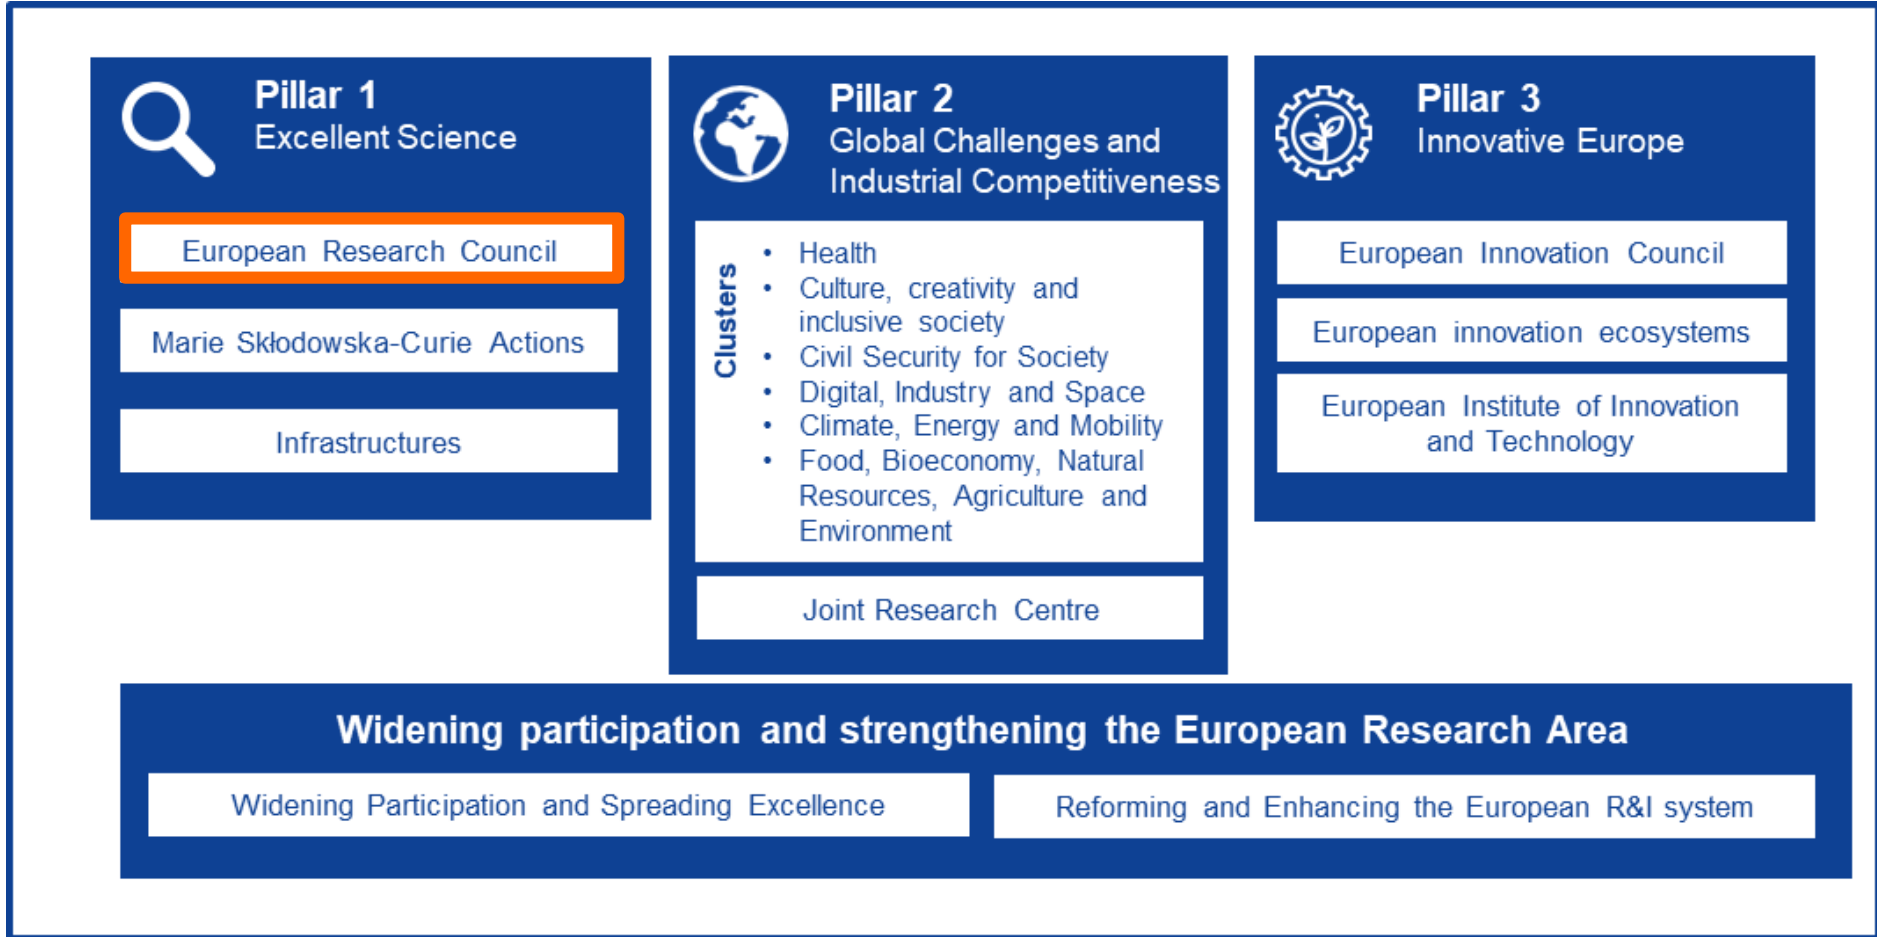 Pillar 1
Excellent Science
European Research Council
Marie Skłodowska-Curie Actions
Infrastructures
Pillar 2
Global Challenges and
Industrial Competitiveness
Clusters
• Health
• Culture, creativity and
inclusive society
• Civil Security for Society
• Digital, Industry and Space
• Climate, Energy and Mobility
• Food, Bioeconomy, Natural
Resources, Agriculture and
Environment
Joint Research Centre
Pillar 3
Innovative Europe
European Innovation Council
European innovation ecosystems
European Institute of Innovation
and Technology
Widening participation and strengthening the European Research Area
Widening Participation and Spreading Excellence
Reforming and Enhancing the European R&I system